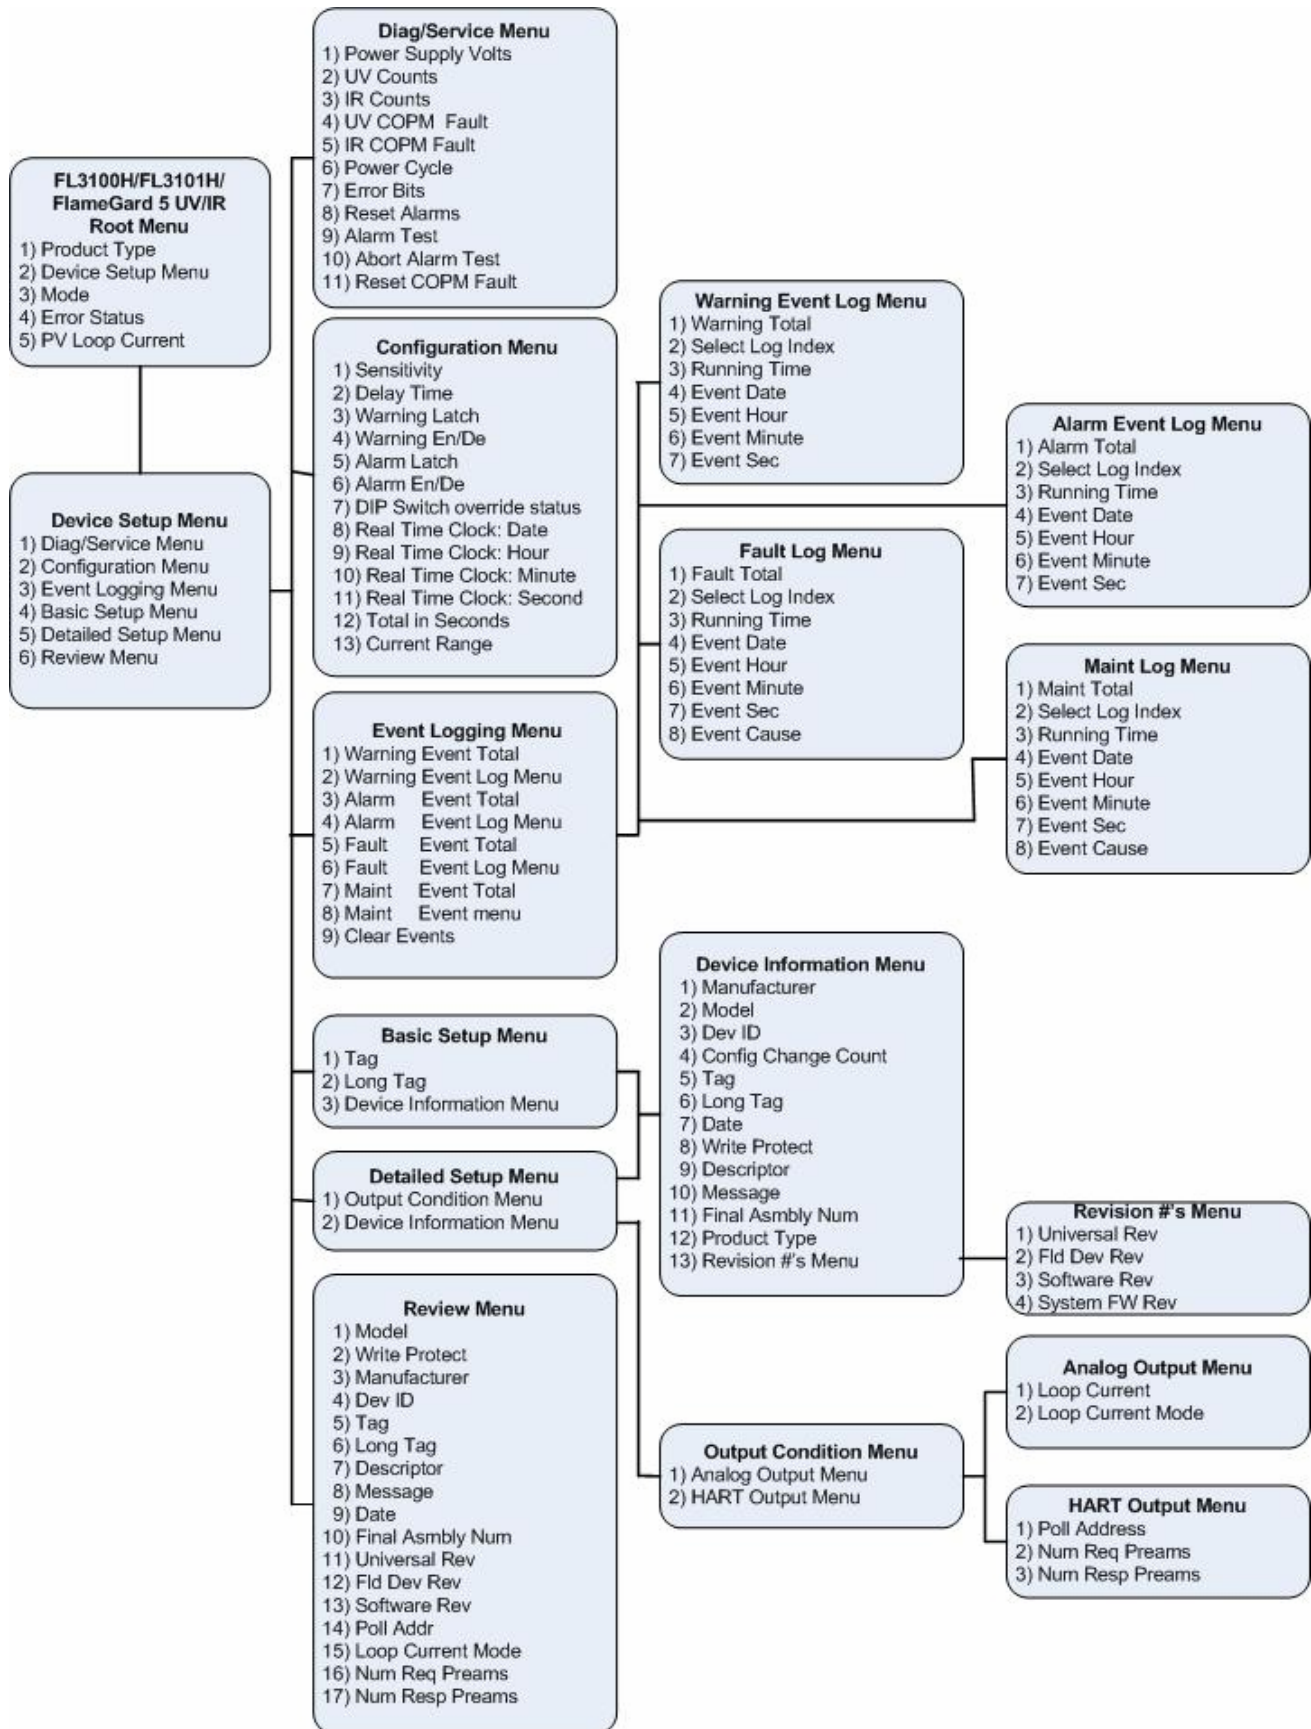 FL3100H/FL3101H/
FlameGard 5 UV/IR
Root Menu
1) Product Type
2) Device Setup Menu
3) Mode
4) Error Status
5) PV Loop Current
Device Setup Menu
1) Diag/Service Menu
2) Configuration Menu
3) Event Logging Menu
4) Basic Setup Menu
5) Detailed Setup Menu
6) Review Menu
Diag/Service Menu
1) Power Supply Volts
2) UV Counts
3) IR Counts
4) UV COPM Fault
5) IR COPM Fault
6) Power Cycle
7) Error Bits
8) Reset Alarms
9) Alarm Test
10) Abort Alarm Test
11) Reset COPM Fault
Configuration Menu
1) Sensitivity
2) Delay Time
3) Warning Latch
4) Warning En/De
5) Alarm Latch
6) Alarm En/De
7) DIP Switch override status
8) Real Time Clock: Date
9) Real Time Clock: Hour
10) Real Time Clock: Minute
11) Real Time Clock: Second
12) Total in Seconds
13) Current Range
Event Logging Menu
1) Warning Event Total
2) Warning Event Log Menu
3) Alarm Event Total
4) Alarm Event Log Menu
5) Fault Event Total
6) Fault Event Log Menu
7) Maint Event Total
8) Maint Event menu
9) Clear Events
Basic Setup Menu
1) Tag
2) Long Tag
3) Device Information Menu
Detailed Setup Menu
1) Output Condition Menu
2) Device Information Menu
Review Menu
1) Model
2) Write Protect
3) Manufacturer
4) Dev ID
5) Tag
6) Long Tag
7) Descriptor
8) Message
9) Date
10) Final Asmbly Num
11) Universal Rev
12) Fld Dev Rev
13) Software Rev
14) Poll Addr
15) Loop Current Mode
16) Num Req Preams
17) Num Resp Preams
Warning Event Log Menu
1) Warning Total
2) Select Log Index
3) Running Time
4) Event Date
5) Event Hour
6) Event Minute
7) Event Sec
Fault Log Menu
1) Fault Total
2) Select Log Index
3) Running Time
4) Event Date
5) Event Hour
6) Event Minute
7) Event Sec
8) Event Cause
Alarm Event Log Menu
1) Alarm Total
2) Select Log Index
3) Running Time
4) Event Date
5) Event Hour
6) Event Minute
7) Event Sec
Maint Log Menu
1) Maint Total
2) Select Log Index
3) Running Time
4) Event Date
5) Event Hour
6) Event Minute
7) Event Sec
8) Event Cause
Device Information Menu
1) Manufacturer
2) Model
3) Dev ID
4) Config Change Count
5) Tag
6) Long Tag
7) Date
8) Write Protect
9) Descriptor
10) Message
11) Final Asmbly Num
12) Product Type
13) Revision #'s Menu
Revision #'s Menu
1) Universal Rev
2) Fld Dev Rev
3) Software Rev
4) System FW Rev
Output Condition Menu
1) Analog Output Menu
2) HART Output Menu
Analog Output Menu
1) Loop Current
2) Loop Current Mode
HART Output Menu
1) Poll Address
2) Num Req Preams
3) Num Resp Preams